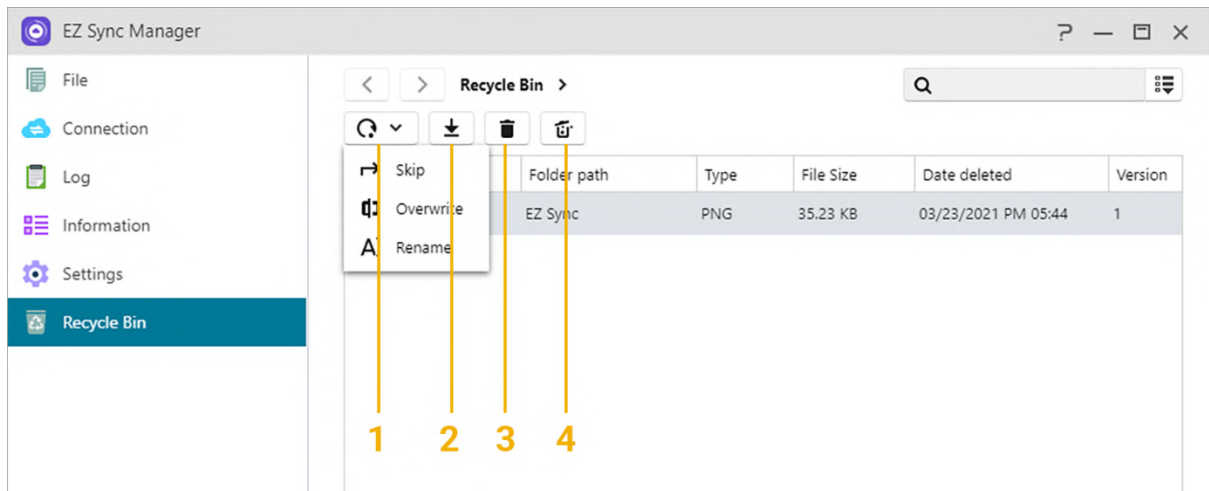 EZ Sync Manager
File
Connection
Log
Information
Settings
Recycle Bin
Recycle Bin
Skip
Overwrite
Rename
Folder path Type File Size Date deleted Version
EZ Sync PNG 35.23 KB 03/23/2021 PM 05:44 1
1 2 3 4